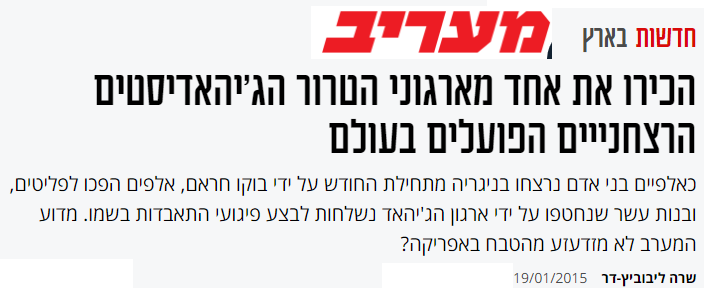 מעריב
חדשות בארץ
הכירו את אחד מארגוני הטרור הג'יהאדיסטים
הרצחנייים הפועלים בעולם
כאלפיים בני אדם נרצחו בניגריה מתחילת החודש על ידי בוקו חראם, אלפים הפכו לפליטים,
ובנות עשר שנחטפו על ידי ארגון הג'יהאד נשלחות לבצע פיגועי התאבדות בשמו. מדוע
המערב לא מזדעזע מהטבח באפריקה?
שרה ליבוביץ-דר 19/01/2015